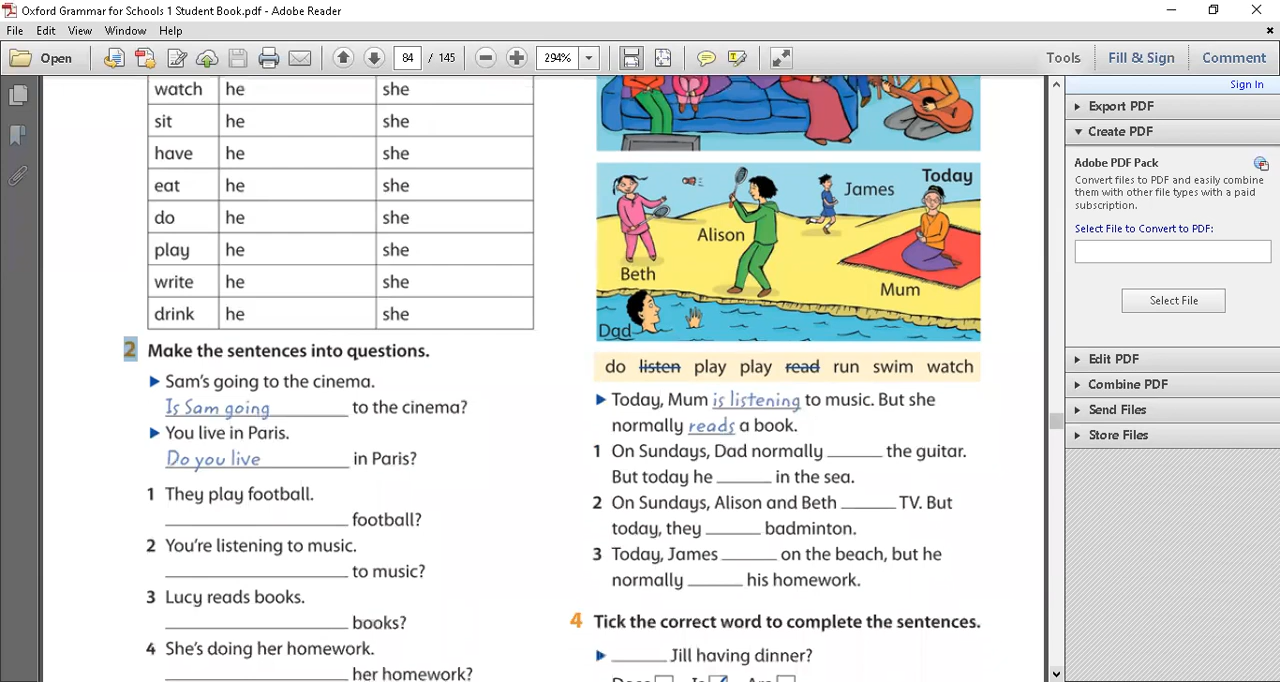 Oxford Grammar for Schools 1 Student Book.pdf - Adobe Reader
File Edit View Window Help
Open 84 / 145 294% Tools Fill & Sign Comment
Sign In
Export PDF
Create PDF
Adobe PDF Pack
Convert files to PDF and easily combine
them with other file types with a paid
subscription.
Select File to Convert to PDF:
Select File
Edit PDF
Combine PDF
Send Files
Store Files
watch he she
sit he she
have he she
eat he she
do he she
play he she
write he she
drink he she
2 Make the sentences into questions.
Sam's going to the cinema.
Is Sam going to the cinema?
You live in Paris.
Do you live in Paris?
1 They play football.
football?
2 You're listening to music.
to music?
3 Lucy reads books.
books?
4 She's doing her homework.
her homework?
Today
James
Alison
Beth
Mum
Dad
do listen play play read run swim watch
Today, Mum is listening to music. But she
normally reads a book.
1 On Sundays, Dad normally ______ the guitar.
But today he ______ in the sea.
2 On Sundays, Alison and Beth ______ TV. But
today, they ______ badminton.
3 Today, James ______ on the beach, but he
normally ______ his homework.
4 Tick the correct word to complete the sentences.
______ Jill having dinner?
Does Is Are